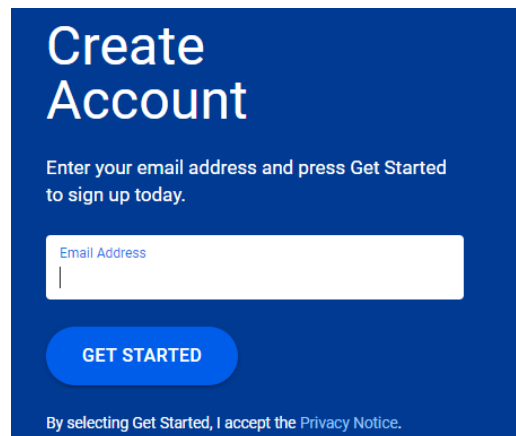 Create
Account
Enter your email address and press Get Started
to sign up today.
Email Address
GET STARTED
By selecting Get Started, I accept the Privacy Notice.